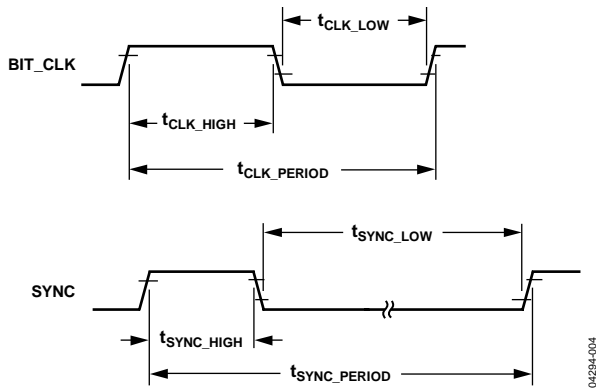 tCLK_LOW
BIT_CLK
tCLK_HIGH
tCLK_PERIOD
tSYNC_LOW
SYNC
tSYNC_HIGH
tSYNC_PERIOD
04294-004